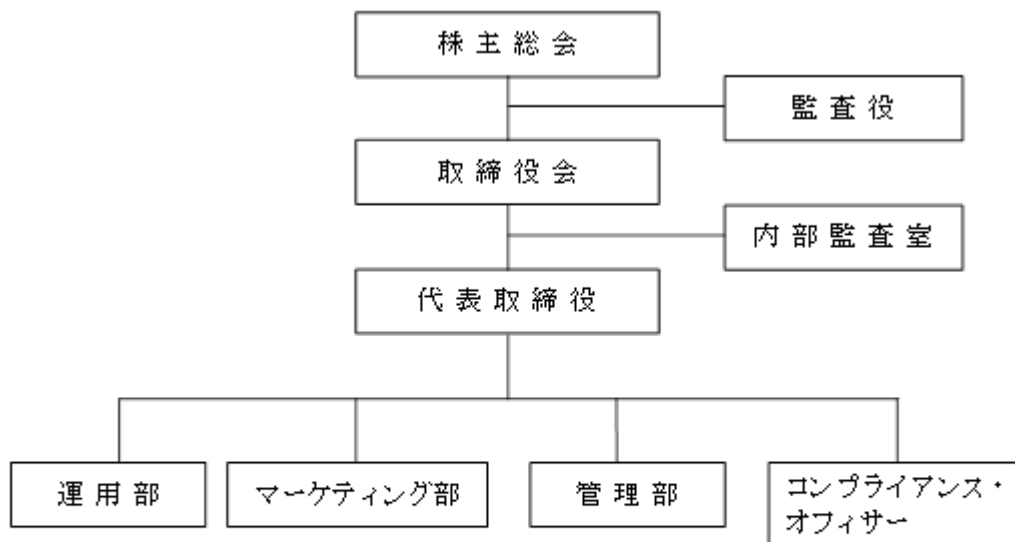 株主総会
監査役
取締役会
内部監査室
代表取締役
運用部
マーケティング部
管理部
コンプライアンス・
オフィサー